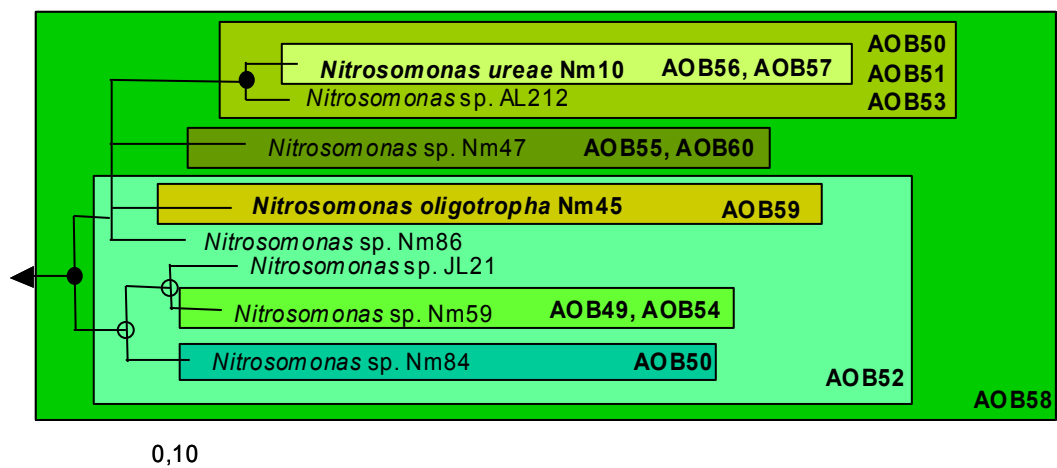 AOB50
Nitrosomonas ureae Nm10 AOB56, AOB57
AOB51
Nitrosomonas sp. AL212
AOB53
Nitrosomonas sp. Nm47 AOB55, AOB60
Nitrosomonas oligotropha Nm45 AOB59
Nitrosomonas sp. Nm86
Nitrosomonas sp. JL21
Nitrosomonas sp. Nm59 AOB49, AOB54
Nitrosomonas sp. Nm84 AOB50
AOB52
AOB58
0,10